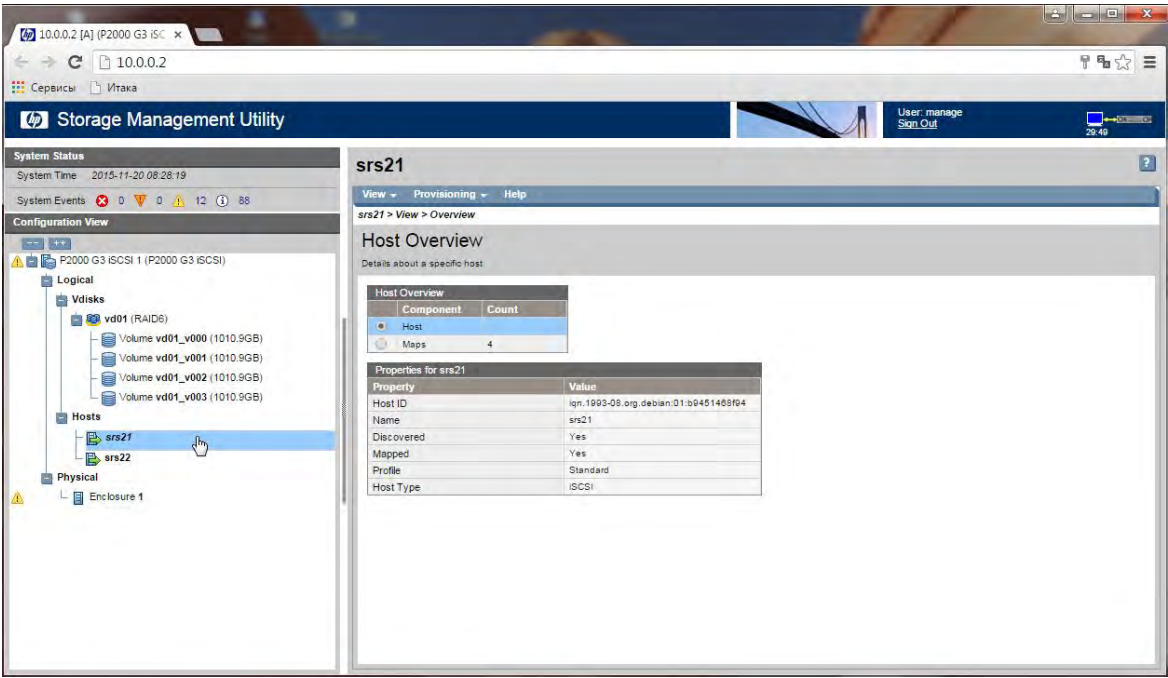 10.0.0.2 [A] (P2000 G3 iSC
10.0.0.2
Сервисы Итака
hp Storage Management Utility
User: manage
Sign Out
29:49
System Status
System Time 2015-11-20 08:28:19
System Events 0 0 12 88
Configuration View
P2000 G3 iSCSI 1 (P2000 G3 iSCSI)
Logical
Vdisks
vd01 (RAID6)
Volume vd01_v000 (1010.9GB)
Volume vd01_v001 (1010.9GB)
Volume vd01_v002 (1010.9GB)
Volume vd01_v003 (1010.9GB)
Hosts
srs21
srs22
Physical
Enclosure 1
srs21
?
View Provisioning Help
srs21 > View > Overview
Host Overview
Details about a specific host
Host Overview
Component Count
Host
Maps 4
Properties for srs21
Property Value
Host ID iqn.1993-08.org.debian:01:b9451468f94
Name srs21
Discovered Yes
Mapped Yes
Profile Standard
Host Type iSCSI